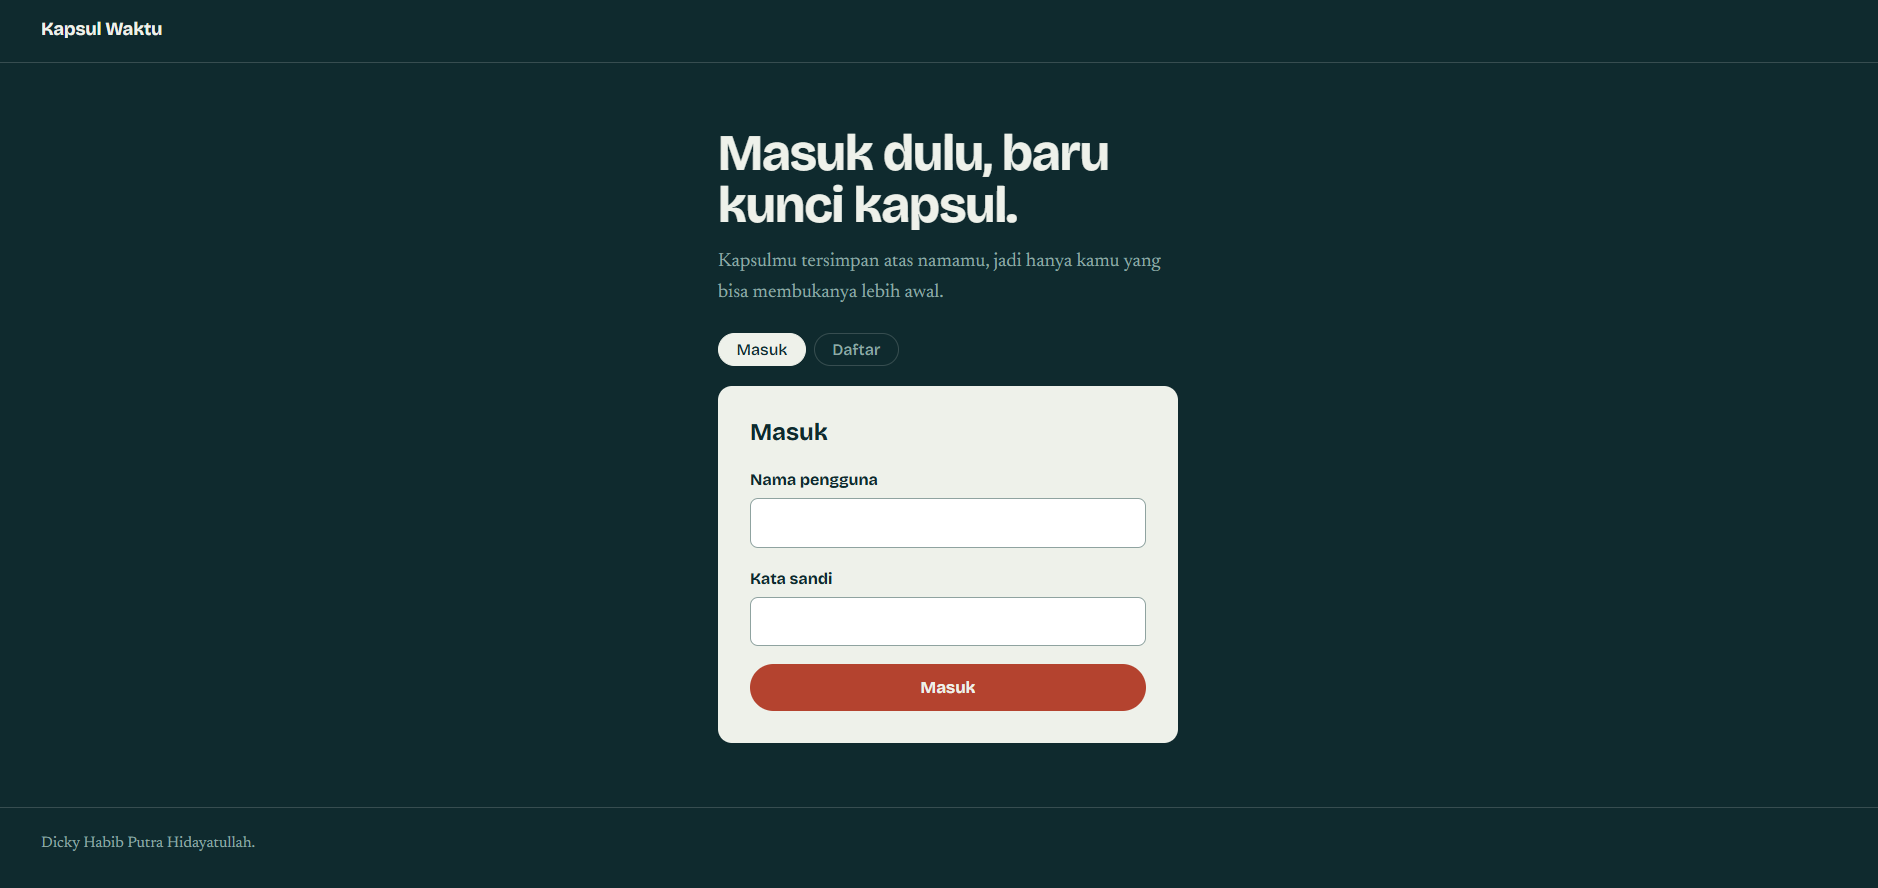 Kapsul Waktu
Masuk dulu, baru
kunci kapsul.
Kapsulmu tersimpan atas namamu, jadi hanya kamu yang
bisa membukanya lebih awal.
Masuk
Daftar
Masuk
Nama pengguna
Kata sandi
Masuk
Dicky Habib Putra Hidayatullah.